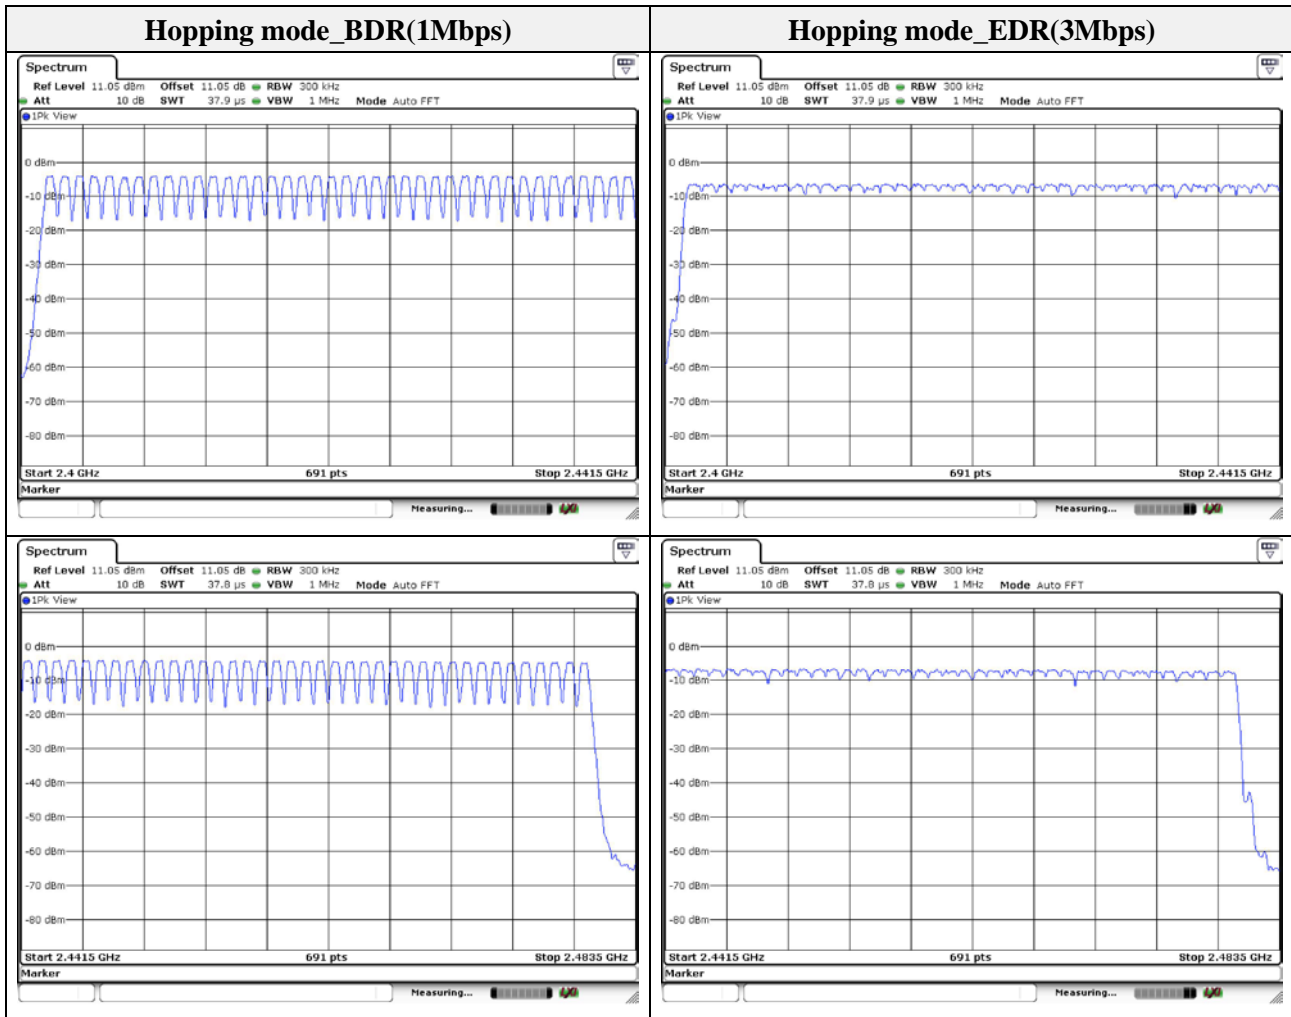 Hopping mode_BDR(1Mbps)
Hopping mode_EDR(3Mbps)
Spectrum
Ref Level 11.05 dBm Offset 11.05 dB RBW 300 kHz
Att 10 dB SWT 37.9 µs VBW 1 MHz Mode Auto FFT
1Pk View
0 dBm
-10 dBm
-20 dBm
-30 dBm
-40 dBm
-50 dBm
-60 dBm
-70 dBm
-80 dBm
Start 2.4 GHz 691 pts Stop 2.4415 GHz
Marker
Measuring...
Spectrum
Ref Level 11.05 dBm Offset 11.05 dB RBW 300 kHz
Att 10 dB SWT 37.9 µs VBW 1 MHz Mode Auto FFT
1Pk View
0 dBm
-10 dBm
-20 dBm
-30 dBm
-40 dBm
-50 dBm
-60 dBm
-70 dBm
-80 dBm
Start 2.4 GHz 691 pts Stop 2.4415 GHz
Marker
Measuring...
Spectrum
Ref Level 11.05 dBm Offset 11.05 dB RBW 300 kHz
Att 10 dB SWT 37.8 µs VBW 1 MHz Mode Auto FFT
1Pk View
0 dBm
-10 dBm
-20 dBm
-30 dBm
-40 dBm
-50 dBm
-60 dBm
-70 dBm
-80 dBm
Start 2.4415 GHz 691 pts Stop 2.4835 GHz
Marker
Measuring...
Spectrum
Ref Level 11.05 dBm Offset 11.05 dB RBW 300 kHz
Att 10 dB SWT 37.8 µs VBW 1 MHz Mode Auto FFT
1Pk View
0 dBm
-10 dBm
-20 dBm
-30 dBm
-40 dBm
-50 dBm
-60 dBm
-70 dBm
-80 dBm
Start 2.4415 GHz 691 pts Stop 2.4835 GHz
Marker
Measuring...